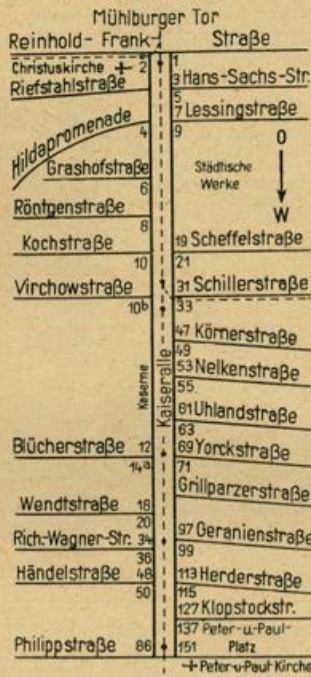 Mühlburger Tor
Reinhold-Frank- Straße
Christuskirche 2 1
Riefstahlstraße 3 Hans-Sachs-Str.
5
7 Lessingstraße
Hildapromenade 4 9
O
Grashofstraße Städtische
Werke
6
W
Röntgenstraße
8
Kochstraße 19 Scheffelstraße
10 21
Virchowstraße 31 Schillerstraße
10b 33
47 Körnerstraße
49
Kaserne Kaiseralle 53 Nelkenstraße
55
61 Uhlandstraße
63
Blücherstraße 12 69 Yorckstraße
14a 71
Grillparzerstraße
Wendtstraße 18
20
Rich.-Wagner-Str. 34 97 Geranienstraße
36 99
Händelstraße 48 113 Herderstraße
50 115
127 Klopstockstr.
137 Peter-u-Paul-
Philippstraße 86 151 Platz
Peter-u-Paul Kirche